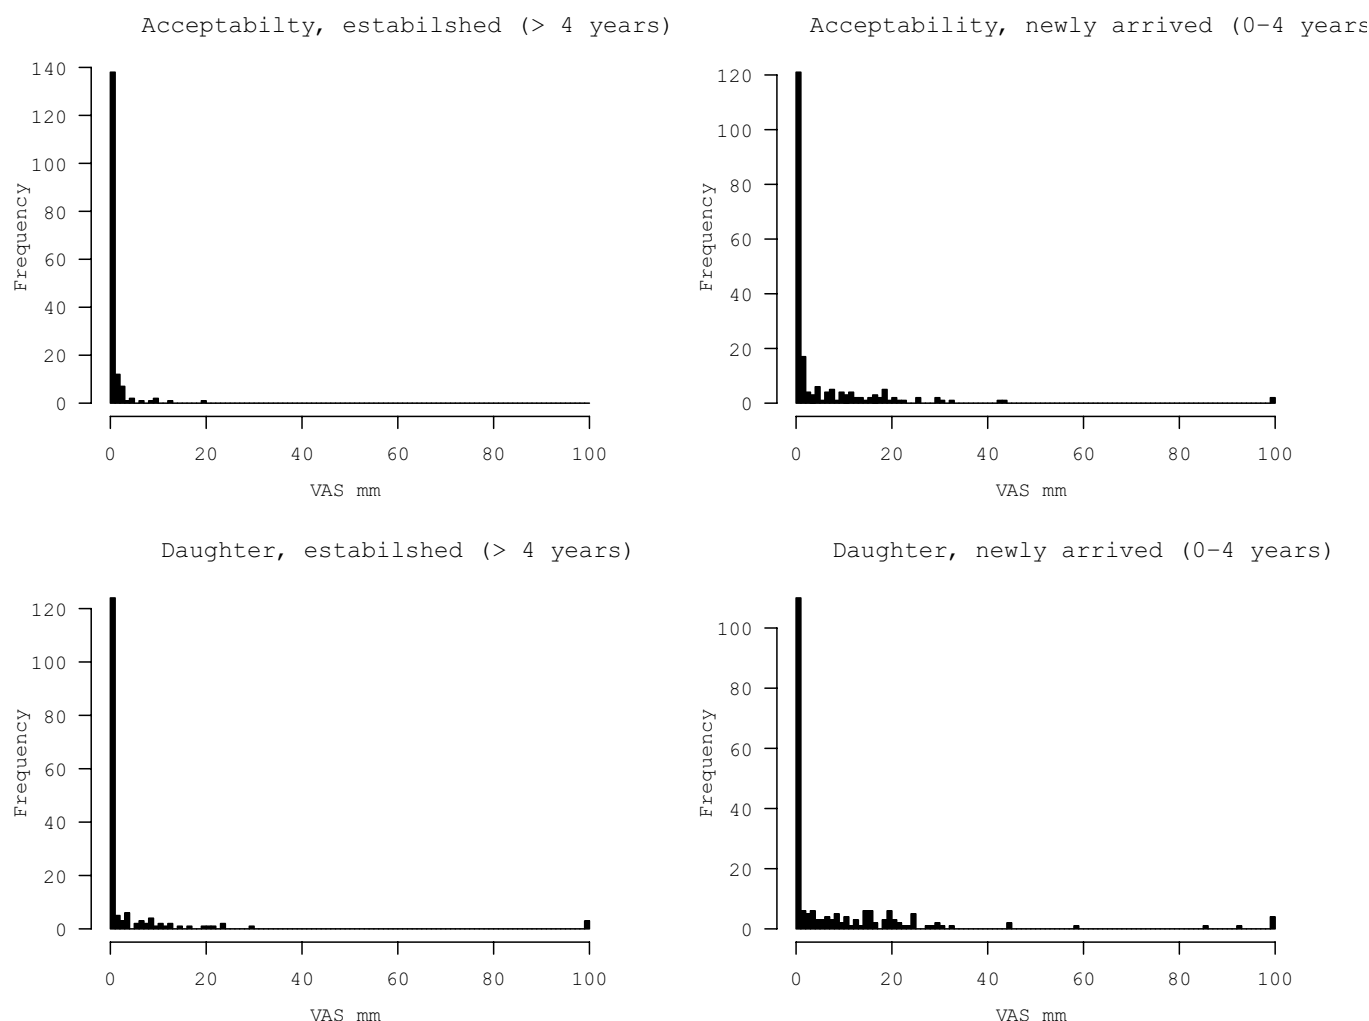 Acceptabilty, estabilshed (> 4 years)
140
120
100
80
60
40
20
0
Frequency
0 20 40 60 80 100
VAS mm
Acceptability, newly arrived (0-4 years
120
100
80
60
40
20
0
Frequency
0 20 40 60 80 100
VAS mm
Daughter, estabilshed (> 4 years)
120
100
80
60
40
20
0
Frequency
0 20 40 60 80 100
VAS mm
Daughter, newly arrived (0-4 years)
100
80
60
40
20
0
Frequency
0 20 40 60 80 100
VAS mm